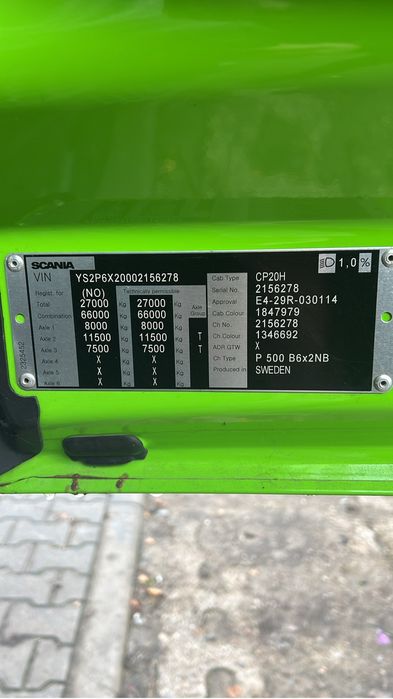 SCANIA
VIN YS2P6X20002156278
Regist. for (NO) Technically permissible
Total 27000 Kg 27000 Kg Axle Group
Combination 66000 Kg 66000 Kg
Axle 1 8000 Kg 8000 Kg
Axle 2 11500 Kg 11500 Kg T
Axle 3 7500 Kg 7500 Kg T
Axle 4 X Kg X Kg
Axle 5 X Kg X Kg
Axle 6 X Kg X Kg
2325452
Cab Type CP20H
Serial No. 2156278
Approval E4-29R-030114
Cab Colour 1847979
Ch No. 2156278
Ch Colour 1346692
ADR GTW X
Ch Type P 500 B6x2NB
Produced in SWEDEN
1,0 %